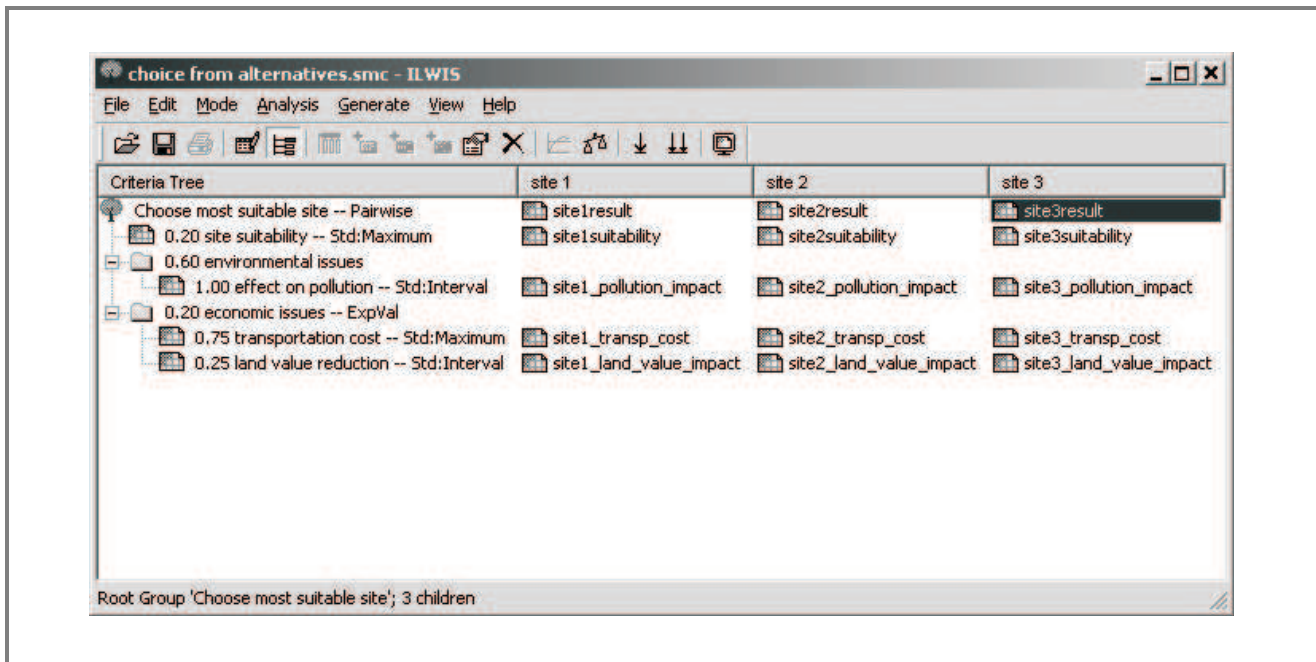 choice from alternatives.smc - ILWIS
File Edit Mode Analysis Generate View Help
Criteria Tree site 1 site 2 site 3
Choose most suitable site -- Pairwise site1result site2result site3result
0.20 site suitability -- Std:Maximum site1suitability site2suitability site3suitability
0.60 environmental issues
1.00 effect on pollution -- Std:Interval site1_pollution_impact site2_pollution_impact site3_pollution_impact
0.20 economic issues -- ExpVal
0.75 transportation cost -- Std:Maximum site1_transp_cost site2_transp_cost site3_transp_cost
0.25 land value reduction -- Std:Interval site1_land_value_impact site2_land_value_impact site3_land_value_impact
Root Group 'Choose most suitable site'; 3 children